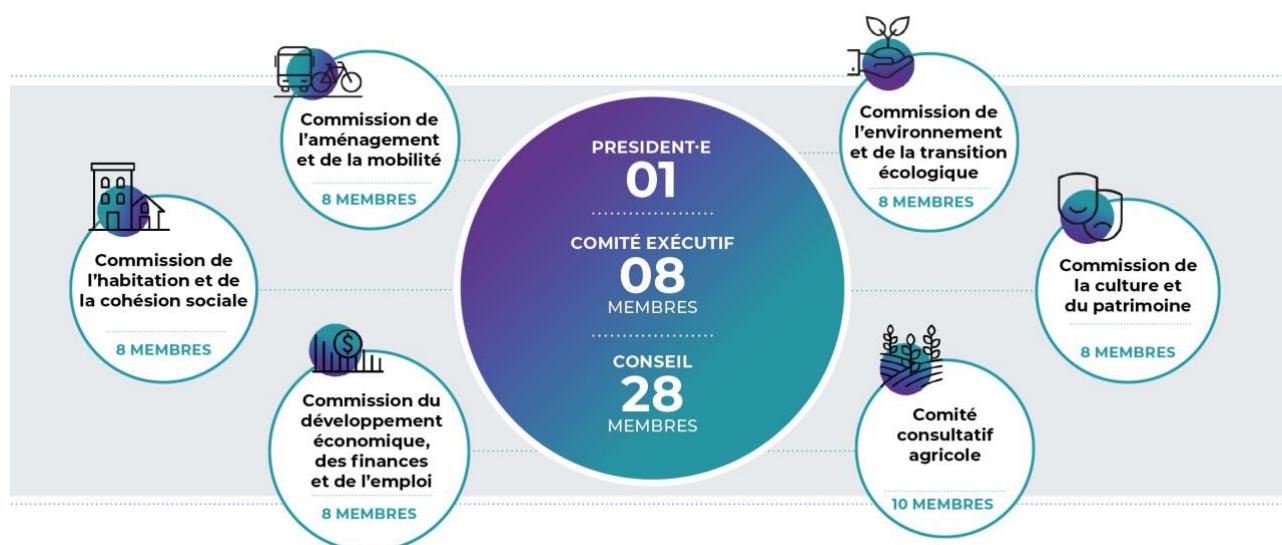 Commission de
l'aménagement
et de la mobilité
8 MEMBRES
Commission de
l'habitation et de
la cohésion sociale
8 MEMBRES
$
Commission du
développement
économique,
des finances
et de l'emploi
8 MEMBRES
PRESIDENT·E
01
COMITÉ EXÉCUTIF
08
MEMBRES
CONSEIL
28
MEMBRES
Commission de
l'environnement
et de la transition
écologique
8 MEMBRES
Commission de
la culture et
du patrimoine
8 MEMBRES
Comité
consultatif
agricole
10 MEMBRES